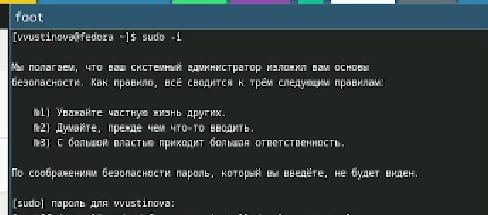 foot
[vvustinova@fedora ~]$ sudo -i
Мы полагаем, что ваш системный администратор изложил вам основы
безопасности. Как правило, всё сводится к трём следующим правилам:
№1) Уважайте частную жизнь других.
№2) Думайте, прежде чем что-то вводить.
№3) С большой властью приходит большая ответственность.
По соображениям безопасности пароль, который вы введёте, не будет виден.
[sudo] пароль для vvustinova: